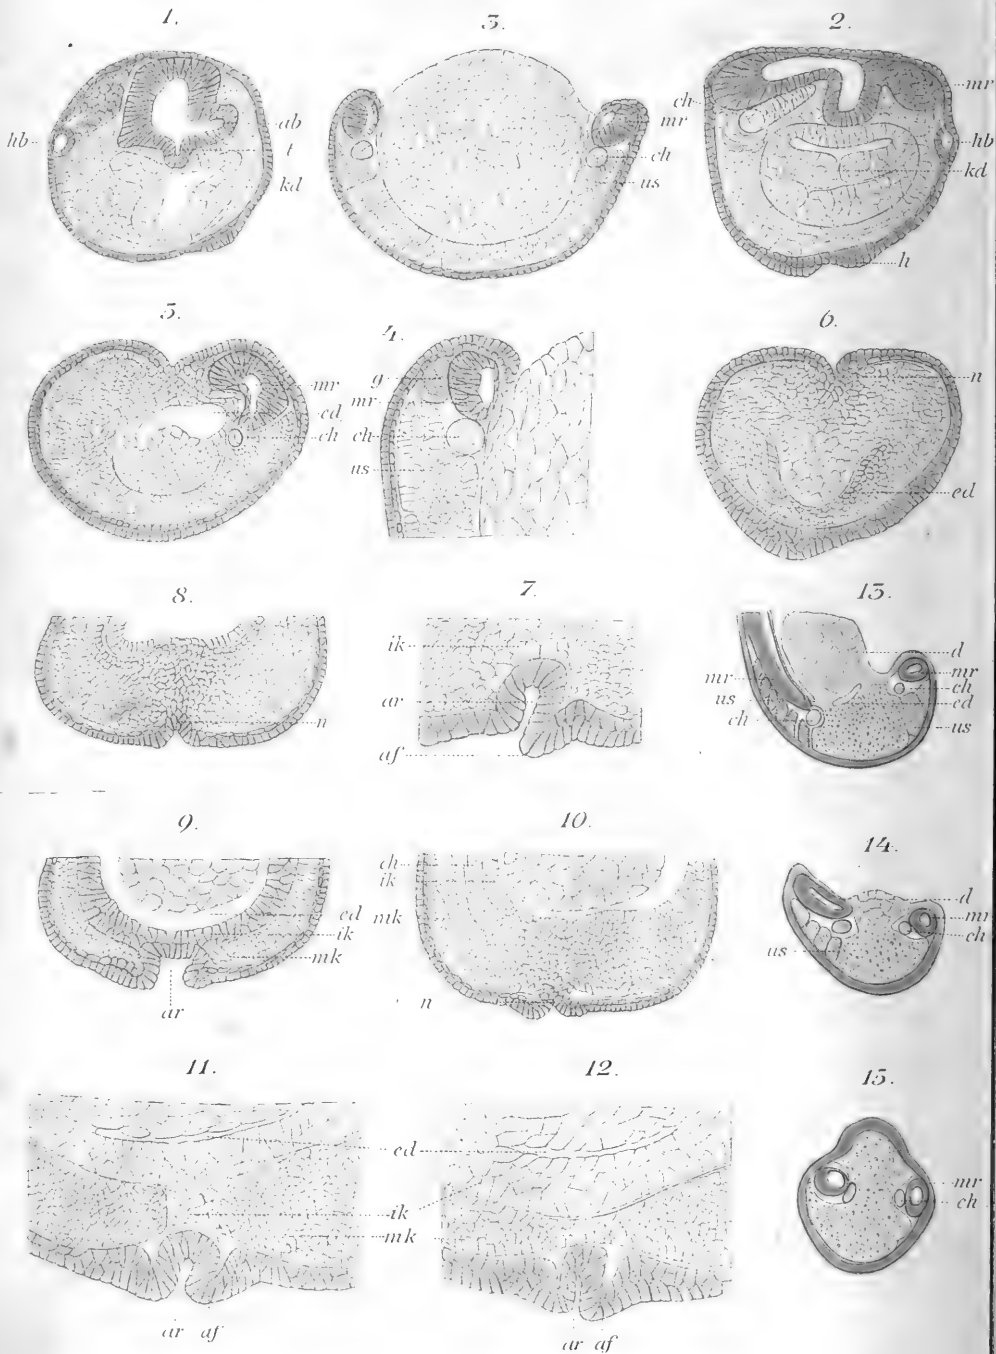 1.
3.
2.
hb
ab
t
kd
mr
ch
us
ch
mr
hb
kd
h
5.
4.
6.
mr
ed
ch
g
mr
ch
us
n
ed
8.
7.
13.
n
ik
ar
af
mr
us
ch
d
mr
ch
ed
us
9.
10.
14.
ed
ik
mk
ar
ch
ik
mk
n
us
d
mr
ch
11.
12.
15.
ed
ik
mk
ar af
ar af
mr
ch